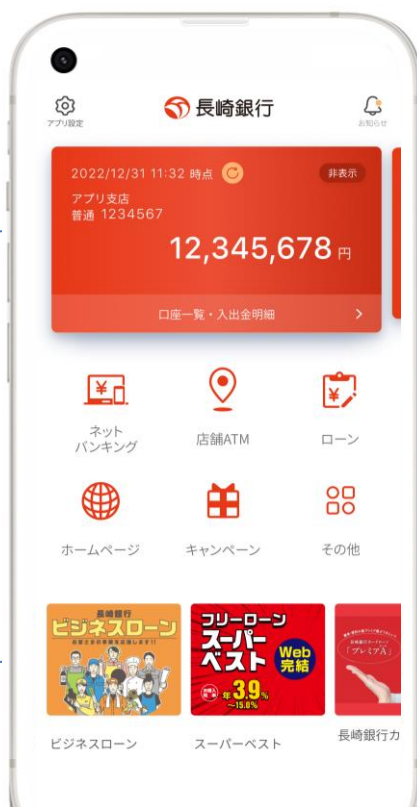 アプリ設定
長崎銀行
お知らせ
2022/12/31 11:32 時点
非表示
アプリ支店
普通 1234567
12,345,678 円
口座一覧・入出金明細
ネット
バンキング
店舗ATM
ローン
ホームページ
キャンペーン
その他
長崎銀行
ビジネスローン
フリーローン
スーパー
ベスト
Web
完結
年3.9%
~15.0%
「プレミアA」
ビジネスローン
スーパーベスト
長崎銀行カ